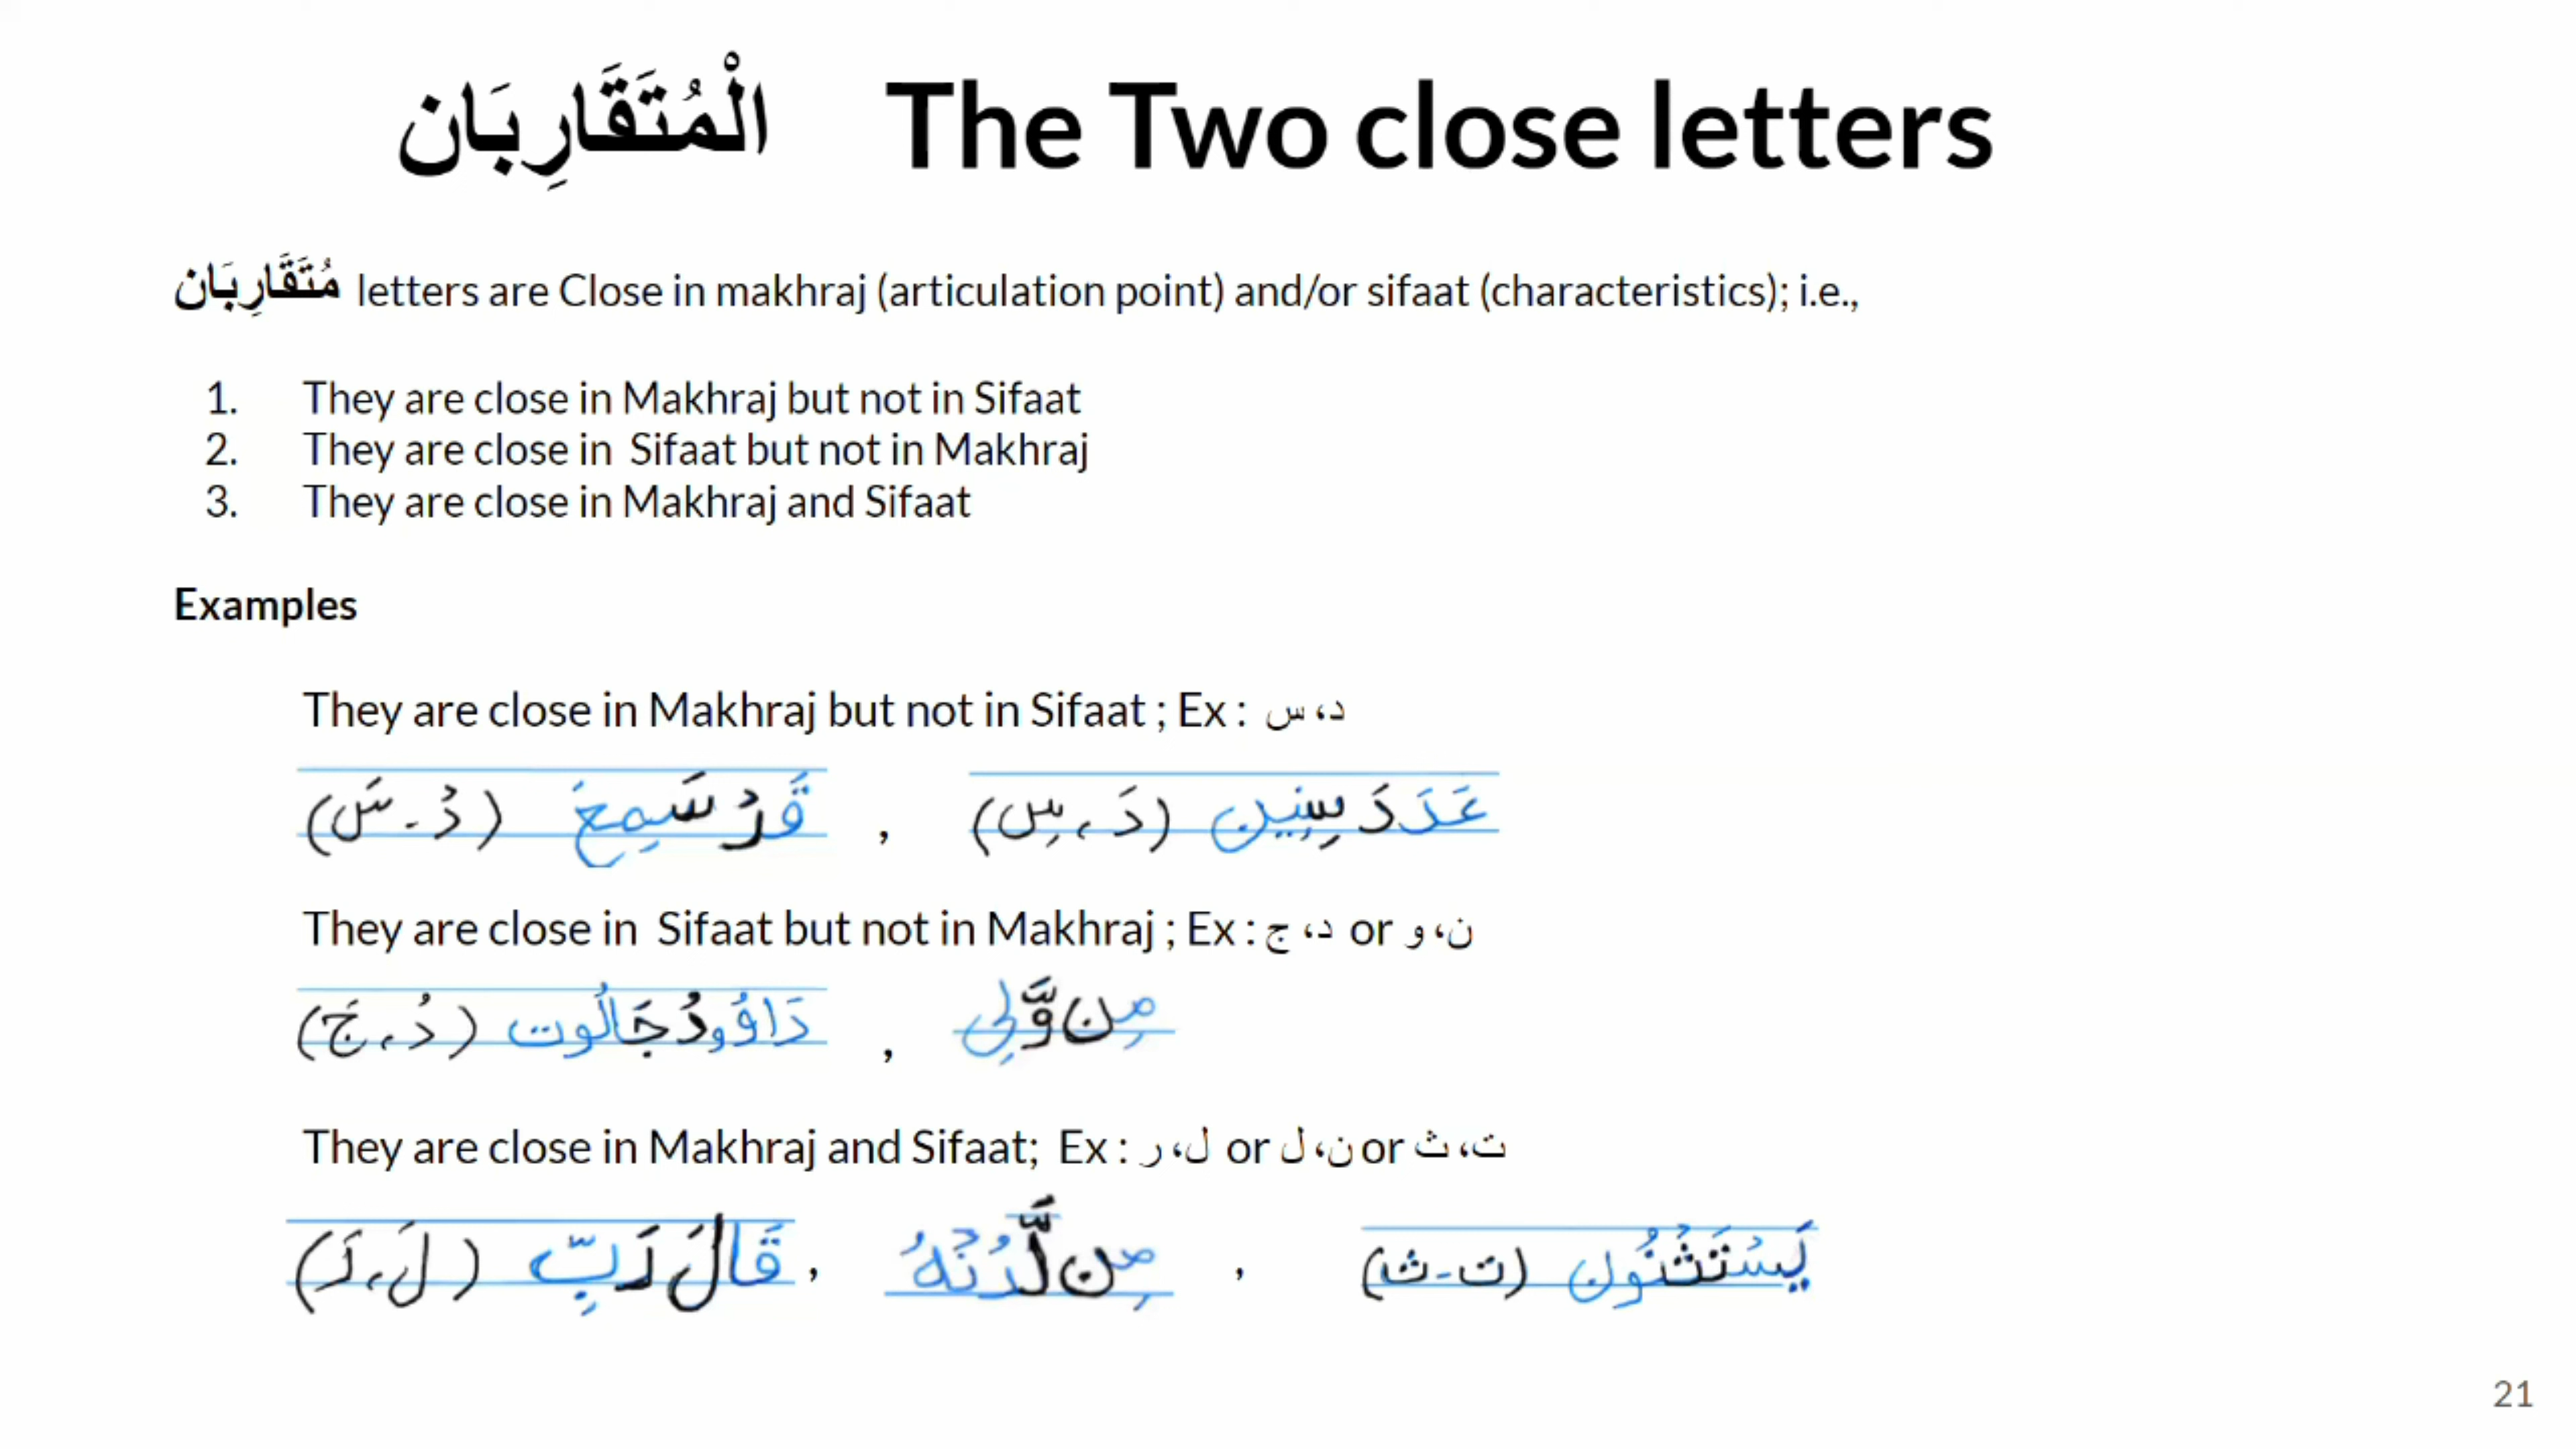 الْمُتَقَارِبَان The Two close letters
مُتَقَارِبَان letters are Close in makhraj (articulation point) and/or sifaat (characteristics); i.e.,
1. They are close in Makhraj but not in Sifaat
2. They are close in Sifaat but not in Makhraj
3. They are close in Makhraj and Sifaat
Examples
They are close in Makhraj but not in Sifaat ; Ex : د، س
قَدْ سَمِعَ (دْ - سَ) , عَدَدَ سِنِين (دَ، سِ)
They are close in Sifaat but not in Makhraj ; Ex : د، ج or ن، و
دَاوُودُ جَالُوت (دُ، جَ) , مِن وَّلِى
They are close in Makhraj and Sifaat; Ex : ل، ر or ن، ل or ت، ث
قَالَ رَبِّ (لَ، رَ) , مِن لَّدُنْهُ , يَسْتَثْنُون (ت - ث)
21